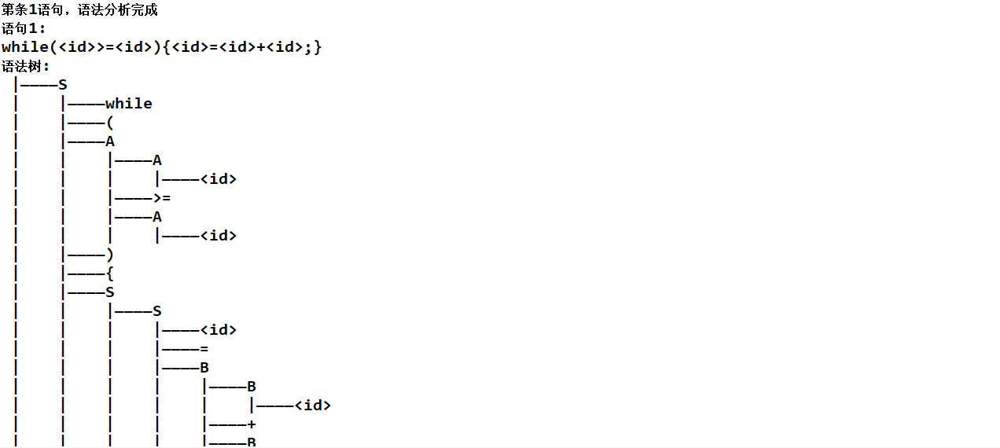 第条1语句，语法分析完成
语句1:
while(<id>>=<id>){<id>=<id>+<id>;}
语法树:
|————S
|    |————while
|    |————(
|    |————A
|    |    |————A
|    |    |    |————<id>
|    |    |————>=
|    |    |————A
|    |    |    |————<id>
|    |————)
|    |————{
|    |————S
|    |    |————S
|    |    |    |————<id>
|    |    |    |————=
|    |    |    |————B
|    |    |    |    |————B
|    |    |    |    |    |————<id>
|    |    |    |    |————+
|    |    |    |    |————B